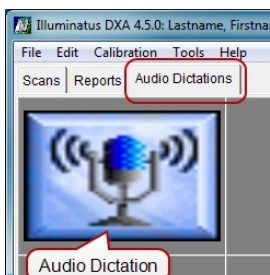 Illuminatus DXA 4.5.0: Lastname, Firstna
File Edit Calibration Tools Help
Scans Reports Audio Dictations
Audio Dictation